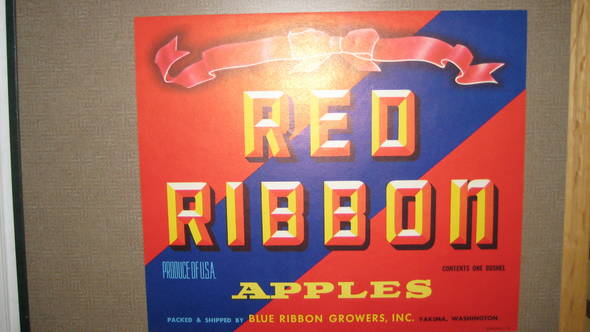 RED
RIBBON
PRODUCE OF U.S.A.
CONTENTS ONE BUSHEL
APPLES
PACKED & SHIPPED BY BLUE RIBBON GROWERS, INC. YAKIMA, WASHINGTON